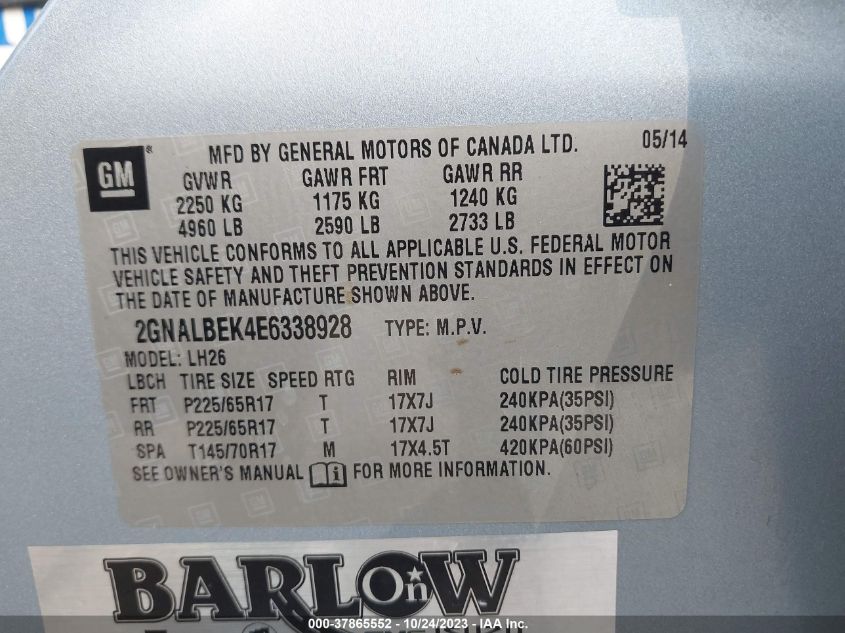 GM
®
MFD BY GENERAL MOTORS OF CANADA LTD. 05/14
GVWR GAWR FRT GAWR RR
2250 KG 1175 KG 1240 KG
4960 LB 2590 LB 2733 LB
THIS VEHICLE CONFORMS TO ALL APPLICABLE U.S. FEDERAL MOTOR
VEHICLE SAFETY AND THEFT PREVENTION STANDARDS IN EFFECT ON
THE DATE OF MANUFACTURE SHOWN ABOVE.
2GNALBEK4E6338928 TYPE: M.P.V.
MODEL: LH26
LBCH TIRE SIZE SPEED RTG RIM COLD TIRE PRESSURE
FRT P225/65R17 T 17X7J 240KPA(35PSI)
RR P225/65R17 T 17X7J 240KPA(35PSI)
SPA T145/70R17 M 17X4.5T 420KPA(60PSI)
SEE OWNER'S MANUAL FOR MORE INFORMATION.
BARLOW
On
000-37865552 - 10/24/2023 - IAA Inc.